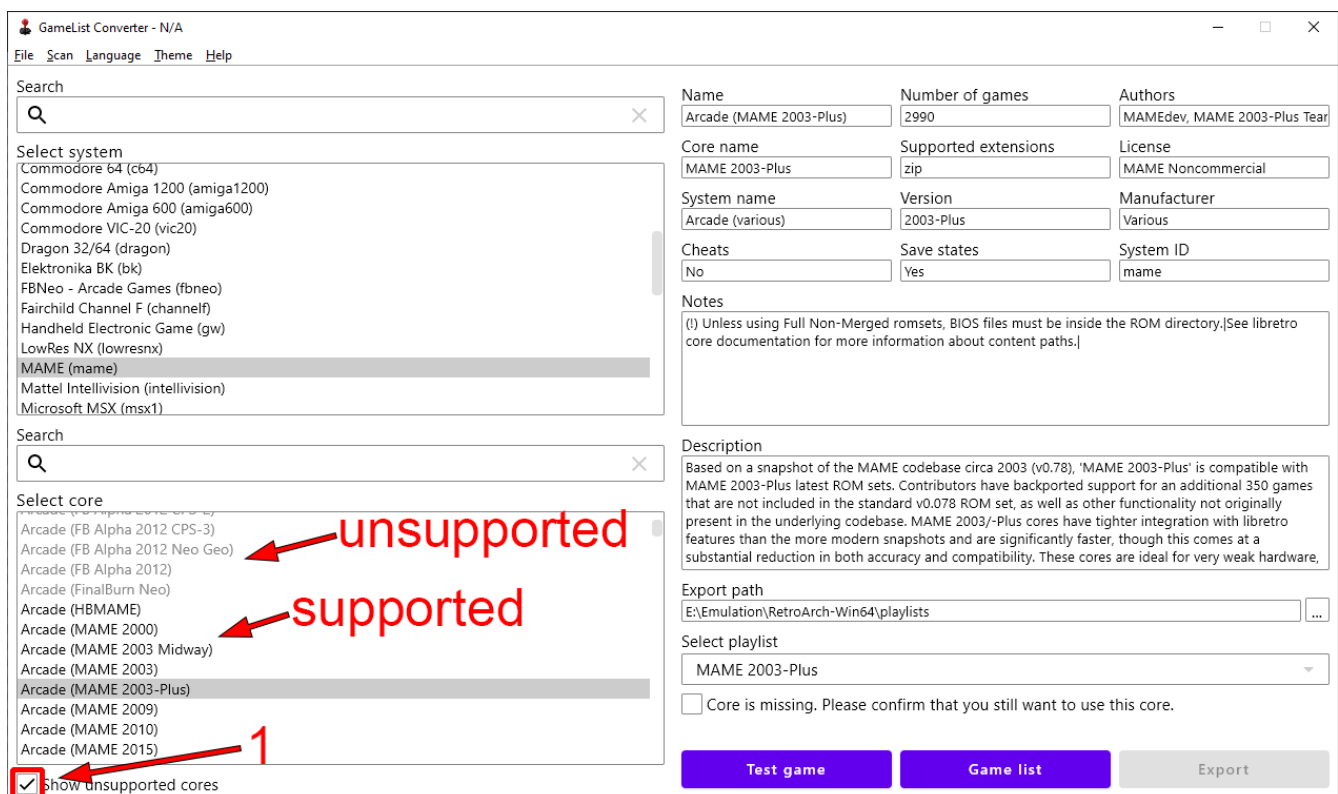 GameList Converter - N/A
File Scan Language Theme Help
Search
Select system
Commodore 64 (c64)
Commodore Amiga 1200 (amiga1200)
Commodore Amiga 600 (amiga600)
Commodore VIC-20 (vic20)
Dragon 32/64 (dragon)
Elektronika BK (bk)
FBNeo - Arcade Games (fbneo)
Fairchild Channel F (channelf)
Handheld Electronic Game (gw)
LowRes NX (lowresnx)
MAME (mame)
Mattel Intellivision (intellivision)
Microsoft MSX (msx1)
Search
Select core
Arcade (FB Alpha 2012 CPS-3)
Arcade (FB Alpha 2012 Neo Geo)
Arcade (FB Alpha 2012)
Arcade (FinalBurn Neo)
Arcade (HBMAME)
Arcade (MAME 2000)
Arcade (MAME 2003 Midway)
Arcade (MAME 2003)
Arcade (MAME 2003-Plus)
Arcade (MAME 2009)
Arcade (MAME 2010)
Arcade (MAME 2015)
unsupported
supported
1
Show unsupported cores
Name Number of games Authors
Arcade (MAME 2003-Plus) 2990 MAMEdev, MAME 2003-Plus Tear
Core name Supported extensions License
MAME 2003-Plus zip MAME Noncommercial
System name Version Manufacturer
Arcade (various) 2003-Plus Various
Cheats Save states System ID
No Yes mame
Notes
(!) Unless using Full Non-Merged romsets, BIOS files must be inside the ROM directory.|See libretro
core documentation for more information about content paths.|
Description
Based on a snapshot of the MAME codebase circa 2003 (v0.78), 'MAME 2003-Plus' is compatible with
MAME 2003-Plus latest ROM sets. Contributors have backported support for an additional 350 games
that are not included in the standard v0.078 ROM set, as well as other functionality not originally
present in the underlying codebase. MAME 2003/-Plus cores have tighter integration with libretro
features than the more modern snapshots and are significantly faster, though this comes at a
substantial reduction in both accuracy and compatibility. These cores are ideal for very weak hardware,
Export path
E:\Emulation\RetroArch-Win64\playlists
...
Select playlist
MAME 2003-Plus
Core is missing. Please confirm that you still want to use this core.
Test game Game list Export